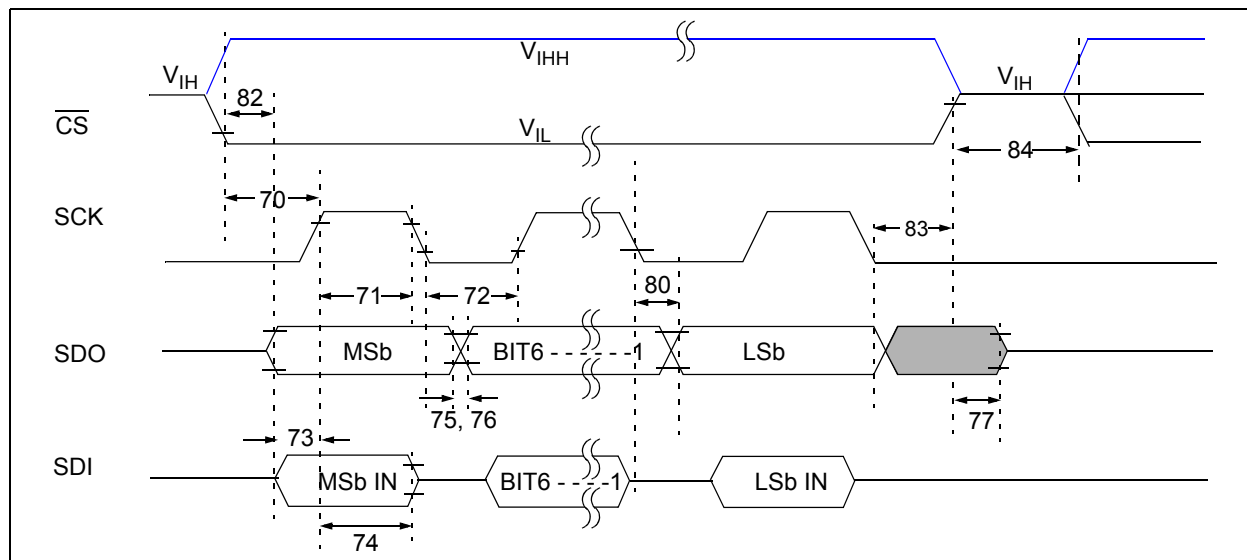 V_IHH
V_IH
V_IH
82
CS
V_IL
84
70
SCK
83
71
72
80
SDO
MSb
BIT6 - - - - - -1
LSb
75, 76
77
73
SDI
MSb IN
BIT6 - - - - -1
LSb IN
74